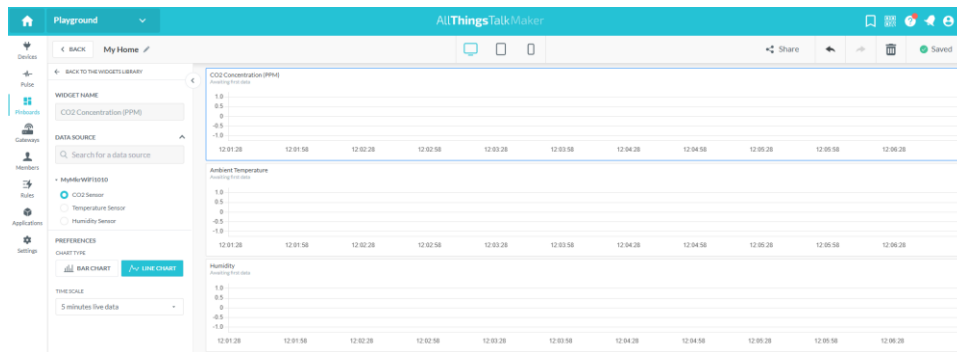 Playground
AllThingsTalkMaker
BACK
My Home
Share
Saved
Devices
Pulse
Pinboards
Gateways
Members
Rules
Applications
Settings
BACK TO THE WIDGETS LIBRARY
WIDGET NAME
CO2 Concentration (PPM)
DATA SOURCE
Search for a data source
MyMkrWiFi1010
CO2 Sensor
Temperature Sensor
Humidity Sensor
PREFERENCES
CHART TYPE
BAR CHART
LINE CHART
TIME SCALE
5 minutes live data
CO2 Concentration (PPM)
Awaiting first data
1.0
0.5
0
-0.5
-1.0
12:01:28 12:01:58 12:02:28 12:02:58 12:03:28 12:03:58 12:04:28 12:04:58 12:05:28 12:05:58 12:06:28
Ambient Temperature
Awaiting first data
1.0
0.5
0
-0.5
-1.0
12:01:28 12:01:58 12:02:28 12:02:58 12:03:28 12:03:58 12:04:28 12:04:58 12:05:28 12:05:58 12:06:28
Humidity
Awaiting first data
1.0
0.5
0
-0.5
-1.0
12:01:28 12:01:58 12:02:28 12:02:58 12:03:28 12:03:58 12:04:28 12:04:58 12:05:28 12:05:58 12:06:28